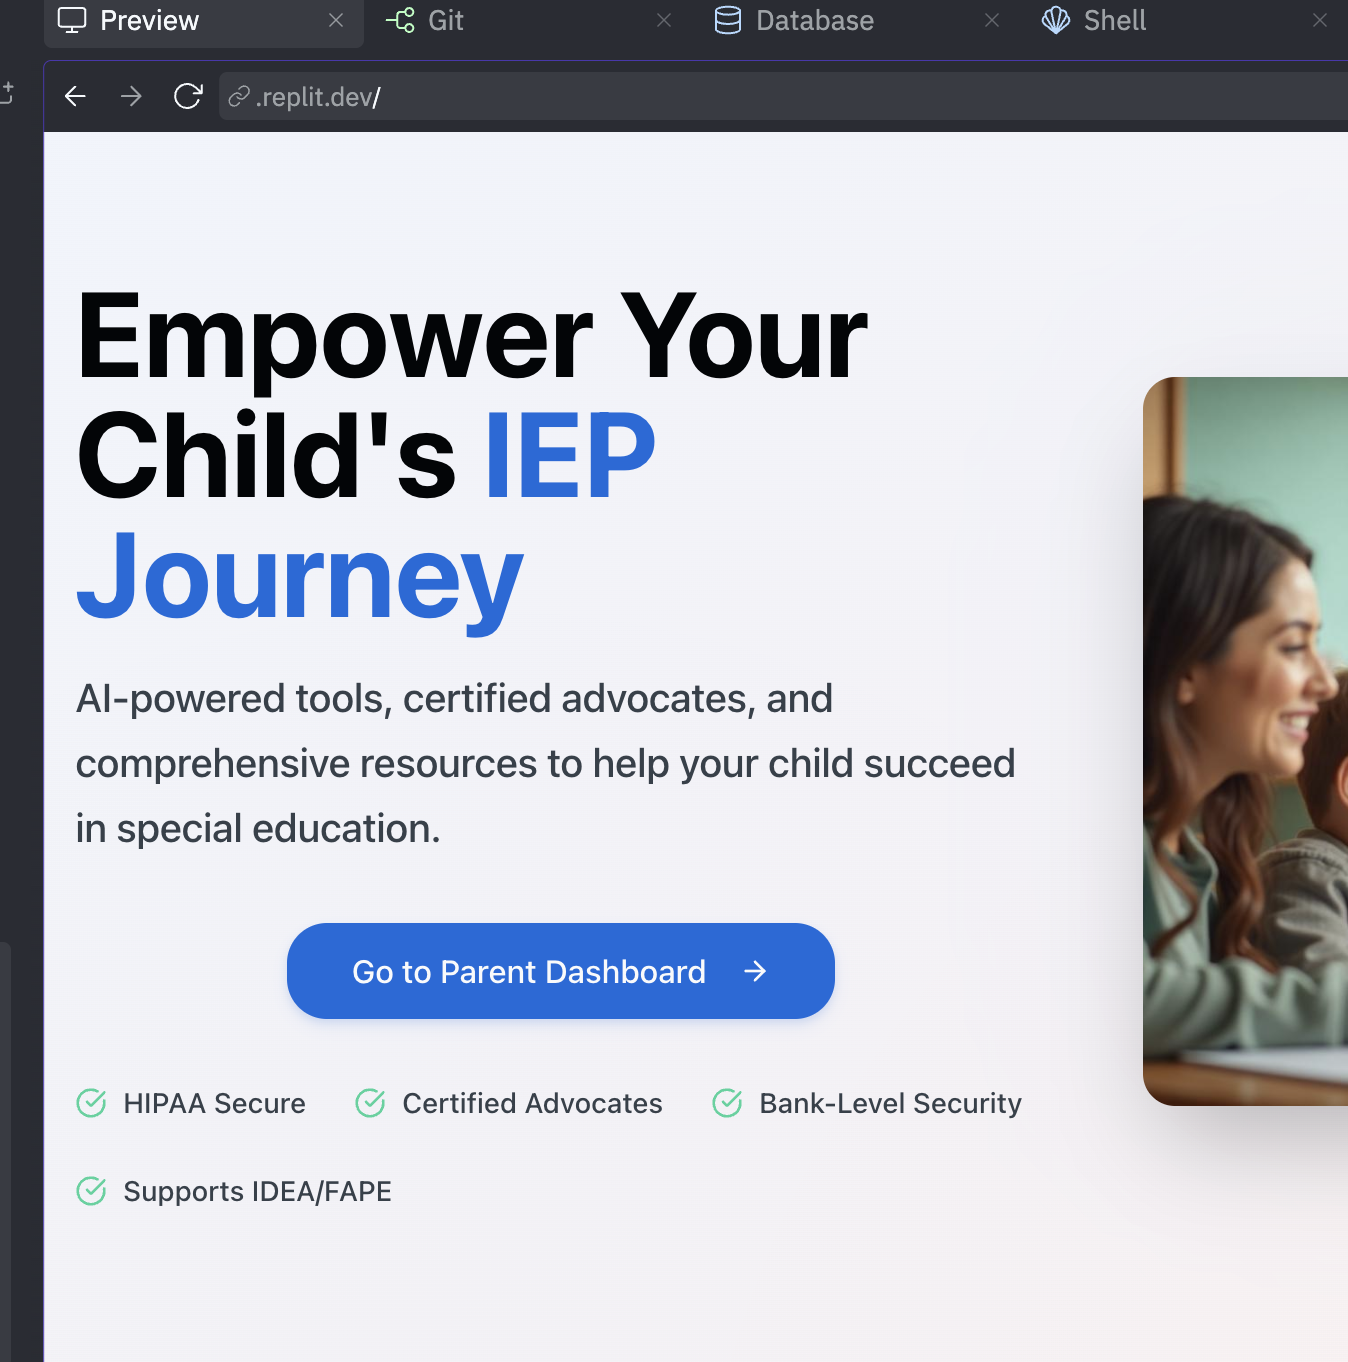 Preview
Git
Database
Shell
.replit.dev/
Empower Your
Child's IEP
Journey
AI-powered tools, certified advocates, and
comprehensive resources to help your child succeed
in special education.
Go to Parent Dashboard
HIPAA Secure
Certified Advocates
Bank-Level Security
Supports IDEA/FAPE